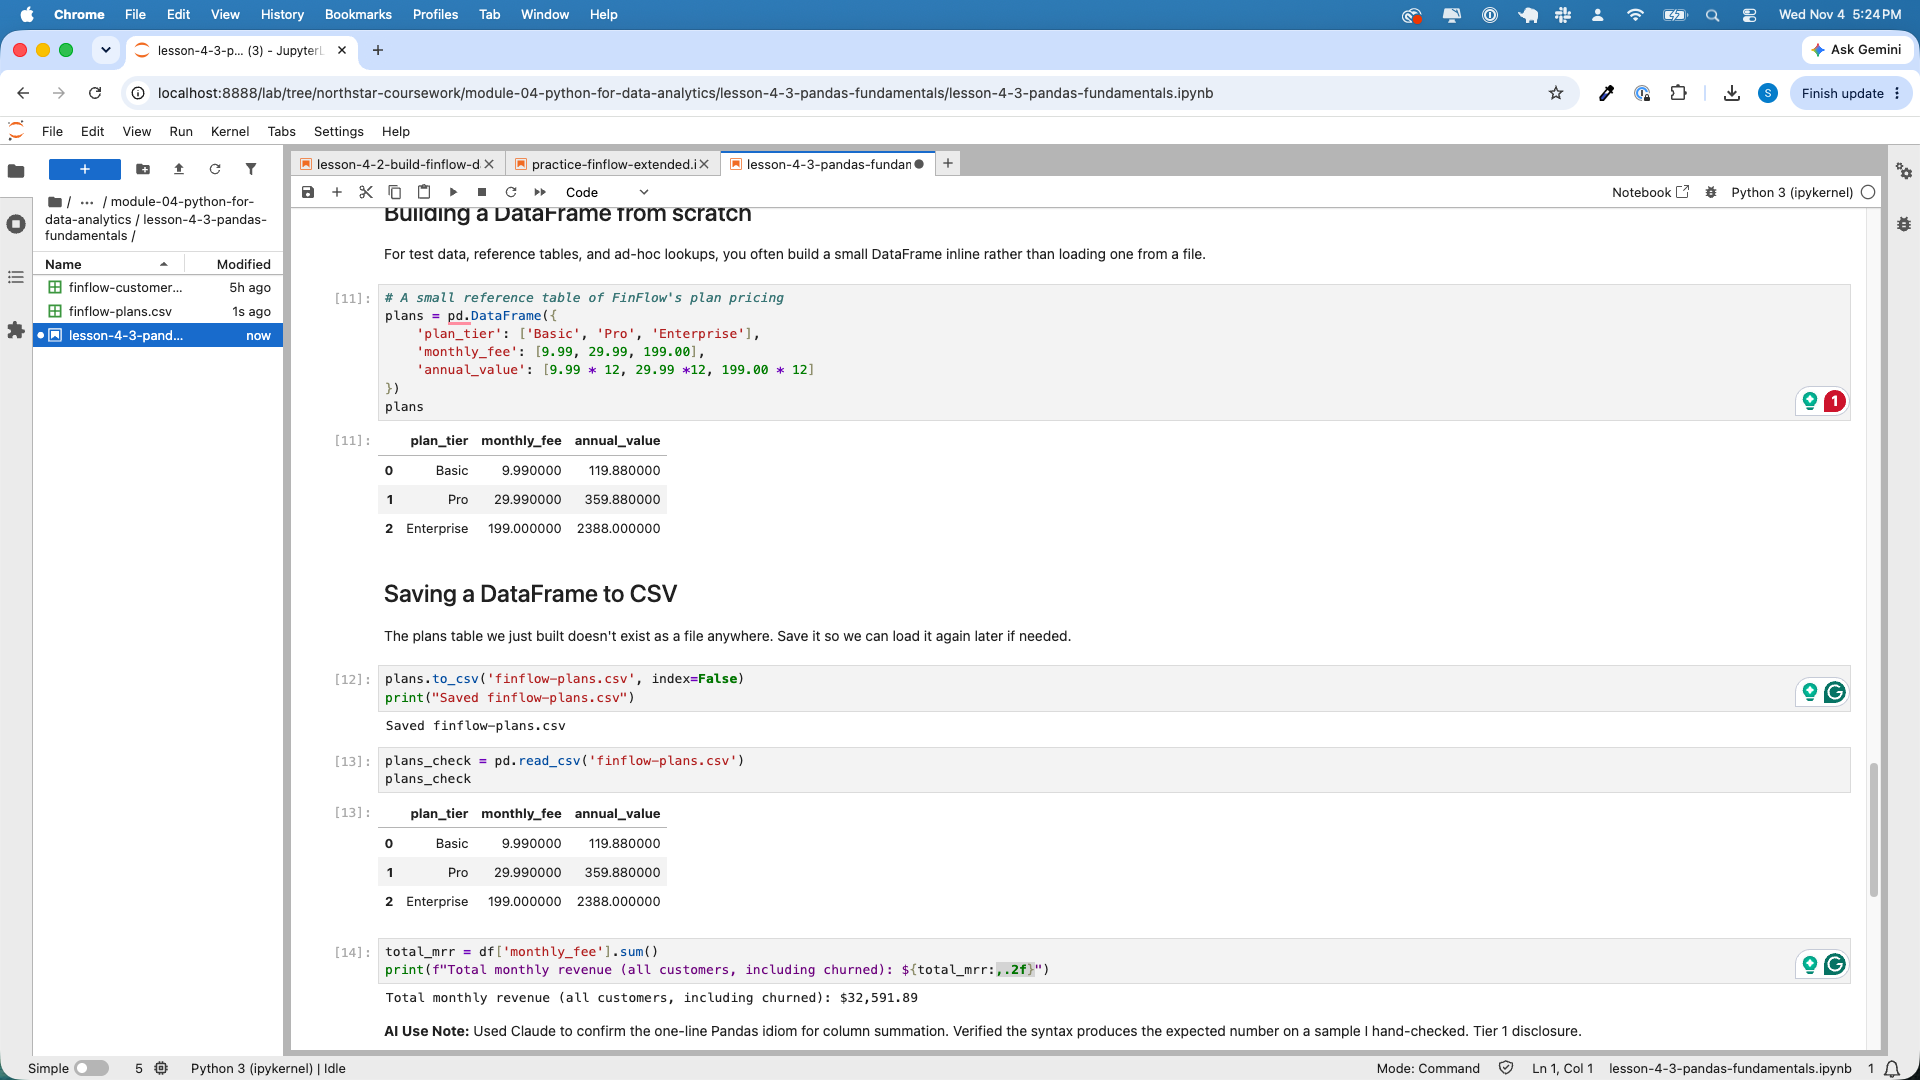 Chrome File Edit View History Bookmarks Profiles Tab Window Help Wed Nov 4 5:24 PM
lesson-4-3-p... (3) - JupyterL Ask Gemini
localhost:8888/lab/tree/northstar-coursework/module-04-python-for-data-analytics/lesson-4-3-pandas-fundamentals/lesson-4-3-pandas-fundamentals.ipynb S Finish update
File Edit View Run Kernel Tabs Settings Help
lesson-4-2-build-finflow-d practice-finflow-extended.i lesson-4-3-pandas-fundan
Code Notebook Python 3 (ipykernel)
/ ... / module-04-python-for-
data-analytics / lesson-4-3-pandas-
fundamentals /
Name Modified
finflow-customer... 5h ago
finflow-plans.csv 1s ago
lesson-4-3-pand... now
Building a DataFrame from scratch
For test data, reference tables, and ad-hoc lookups, you often build a small DataFrame inline rather than loading one from a file.
[11]: # A small reference table of FinFlow's plan pricing
plans = pd.DataFrame({
'plan_tier': ['Basic', 'Pro', 'Enterprise'],
'monthly_fee': [9.99, 29.99, 199.00],
'annual_value': [9.99 * 12, 29.99 *12, 199.00 * 12]
})
plans
1
[11]: plan_tier monthly_fee annual_value
0 Basic 9.990000 119.880000
1 Pro 29.990000 359.880000
2 Enterprise 199.000000 2388.000000
Saving a DataFrame to CSV
The plans table we just built doesn't exist as a file anywhere. Save it so we can load it again later if needed.
[12]: plans.to_csv('finflow-plans.csv', index=False)
print("Saved finflow-plans.csv")
Saved finflow-plans.csv
[13]: plans_check = pd.read_csv('finflow-plans.csv')
plans_check
[13]: plan_tier monthly_fee annual_value
0 Basic 9.990000 119.880000
1 Pro 29.990000 359.880000
2 Enterprise 199.000000 2388.000000
[14]: total_mrr = df['monthly_fee'].sum()
print(f"Total monthly revenue (all customers, including churned): ${total_mrr:,.2f}")
Total monthly revenue (all customers, including churned): $32,591.89
AI Use Note: Used Claude to confirm the one-line Pandas idiom for column summation. Verified the syntax produces the expected number on a sample I hand-checked. Tier 1 disclosure.
Simple 5 Python 3 (ipykernel) | Idle Mode: Command Ln 1, Col 1 lesson-4-3-pandas-fundamentals.ipynb 1